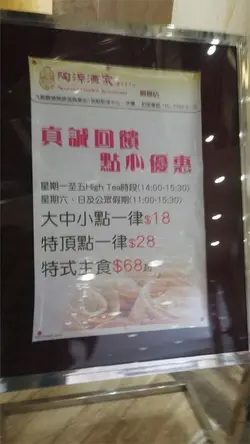 陶源酒家
真誠回饋
點心優惠
星期一至五High Tea時段(14:00-15:30)
星期六、日及公眾假期(11:00-15:30)
大中小點一律$18
特頂點一律$28
特式主食$68起